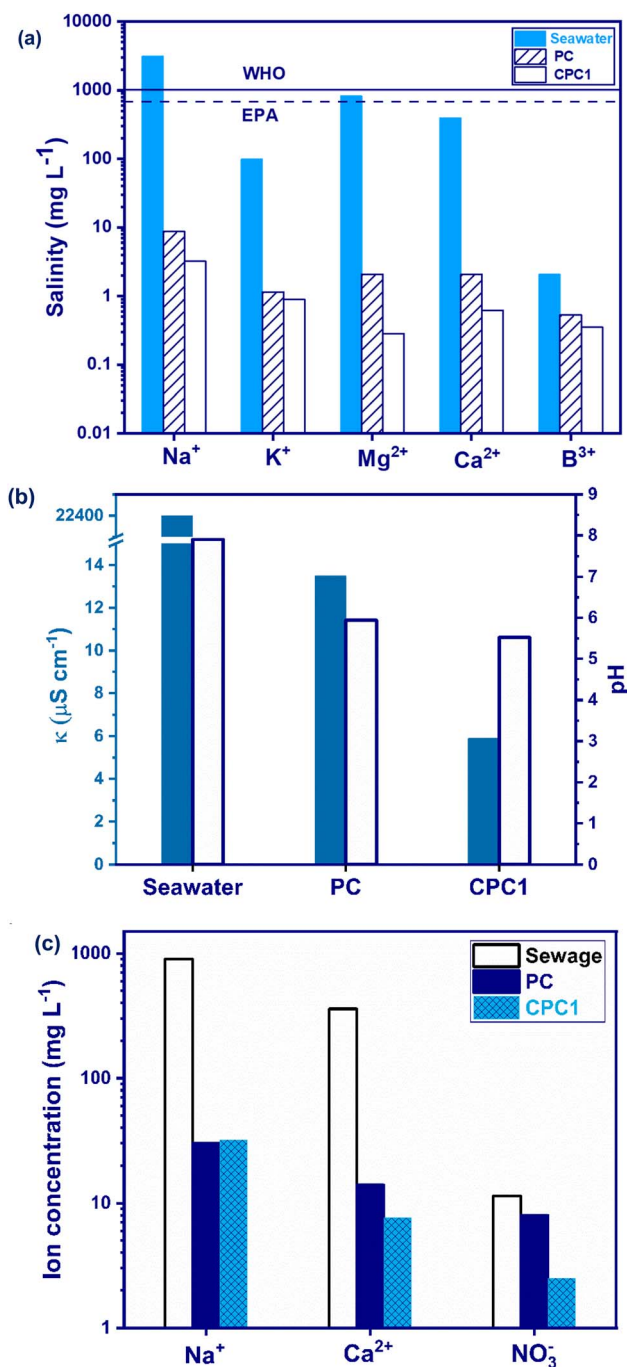 (a)
10000
1000
100
10
1
0.1
0.01
Salinity (mg L⁻¹)
WHO
EPA
Seawater
PC
CPC1
Na⁺
K⁺
Mg²⁺
Ca²⁺
B³⁺
(b)
22400
14
12
10
8
6
4
2
0
κ (μS cm⁻¹)
9
8
7
6
5
4
3
2
1
0
pH
Seawater
PC
CPC1
(c)
1000
100
10
1
Ion concentration (mg L⁻¹)
Sewage
PC
CPC1
Na⁺
Ca²⁺
NO₃⁻